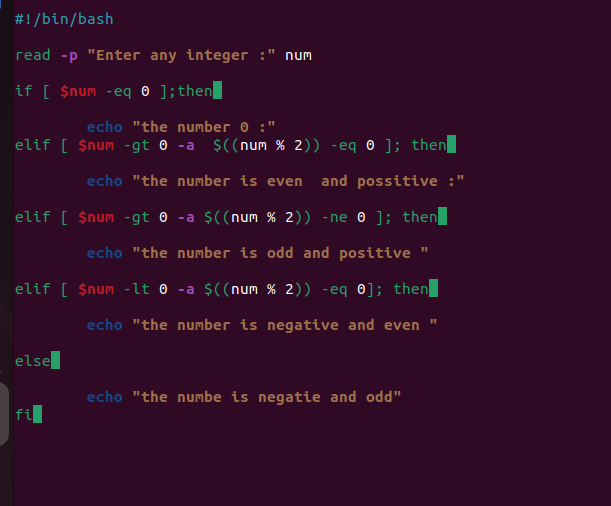 #!/bin/bash
read -p "Enter any integer :" num
if [ $num -eq 0 ];then
echo "the number 0 :"
elif [ $num -gt 0 -a  $((num % 2)) -eq 0 ]; then
echo "the number is even  and possitive :"
elif [ $num -gt 0 -a $((num % 2)) -ne 0 ]; then
echo "the number is odd and positive "
elif [ $num -lt 0 -a $((num % 2)) -eq 0]; then
echo "the number is negative and even "
else
echo "the numbe is negatie and odd"
fi